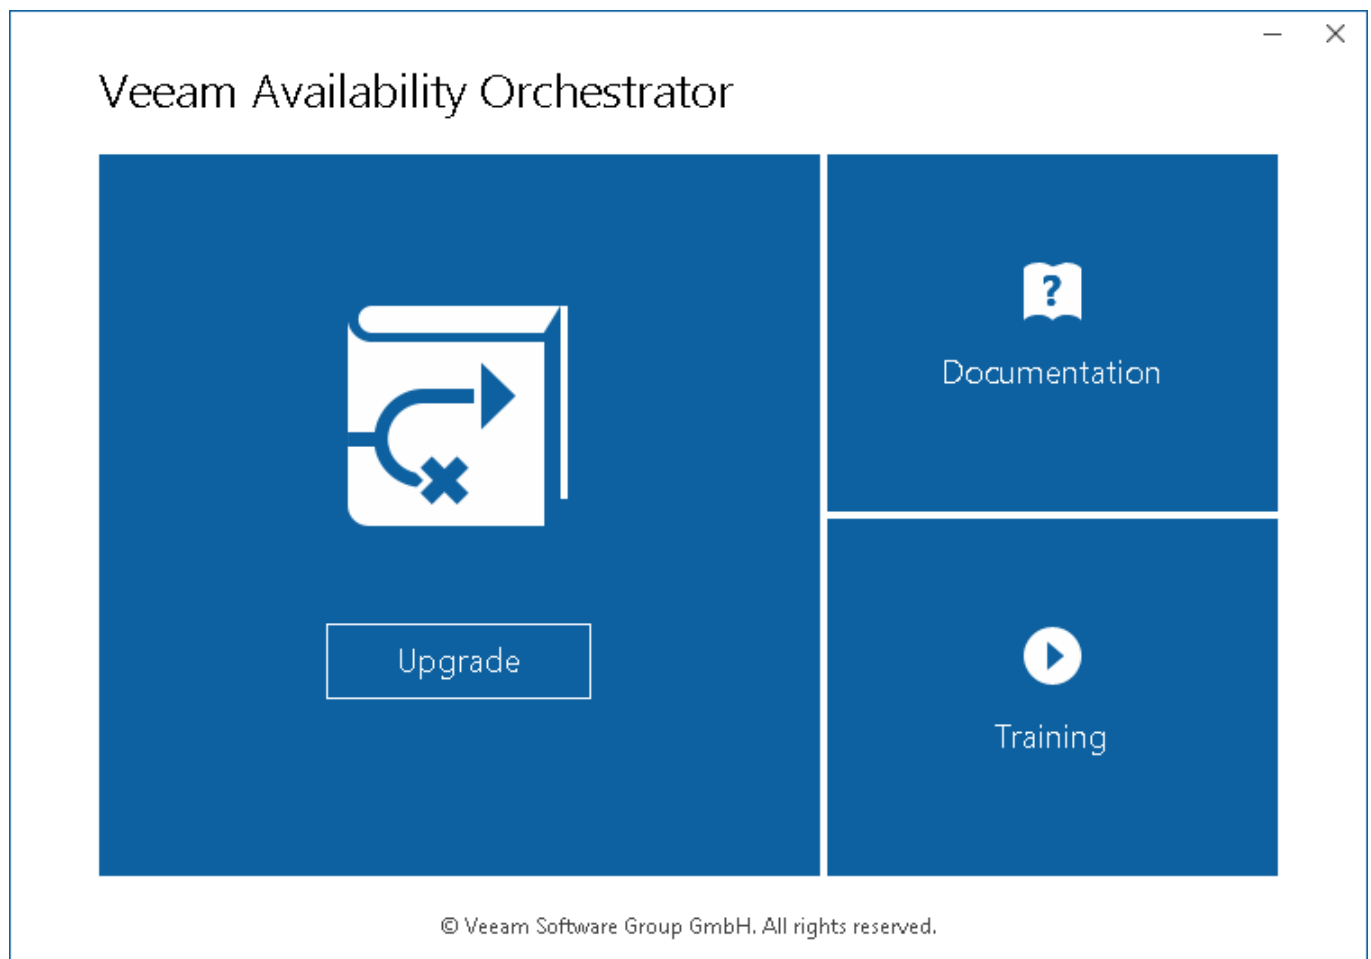 Veeam Availability Orchestrator
?
Documentation
Upgrade
Training
© Veeam Software Group GmbH. All rights reserved.